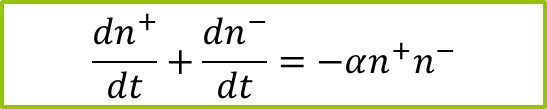 dn⁺/dt + dn⁻/dt = −αn⁺n⁻